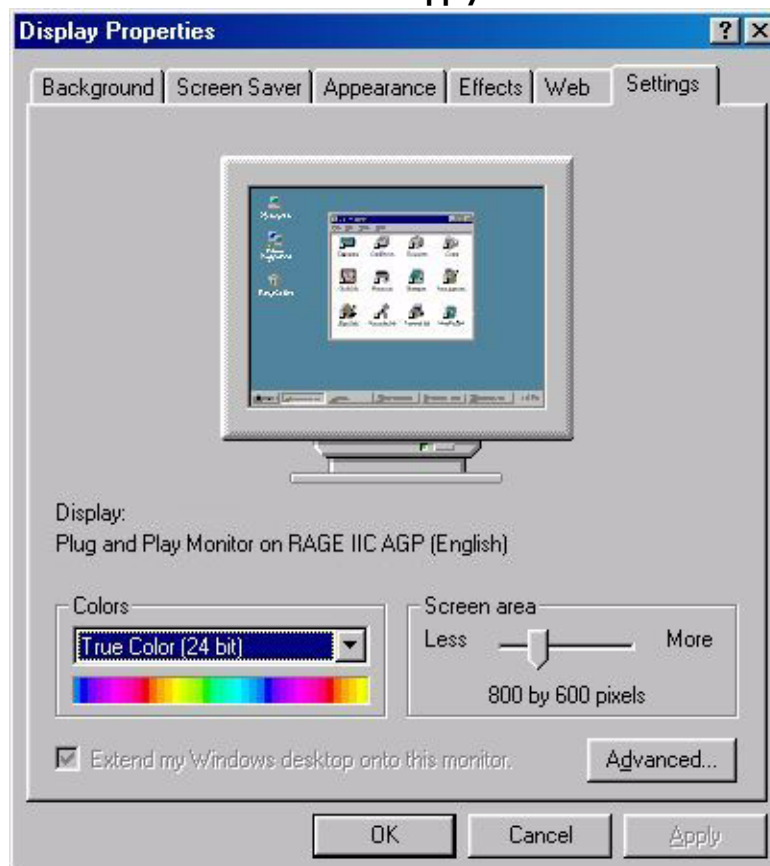 Display Properties
Background Screen Saver Appearance Effects Web Settings
Display:
Plug and Play Monitor on RAGE IIC AGP (English)
Colors
Screen area
True Color (24 bit)
Less More
800 by 600 pixels
Extend my Windows desktop onto this monitor.
Advanced...
OK Cancel Apply